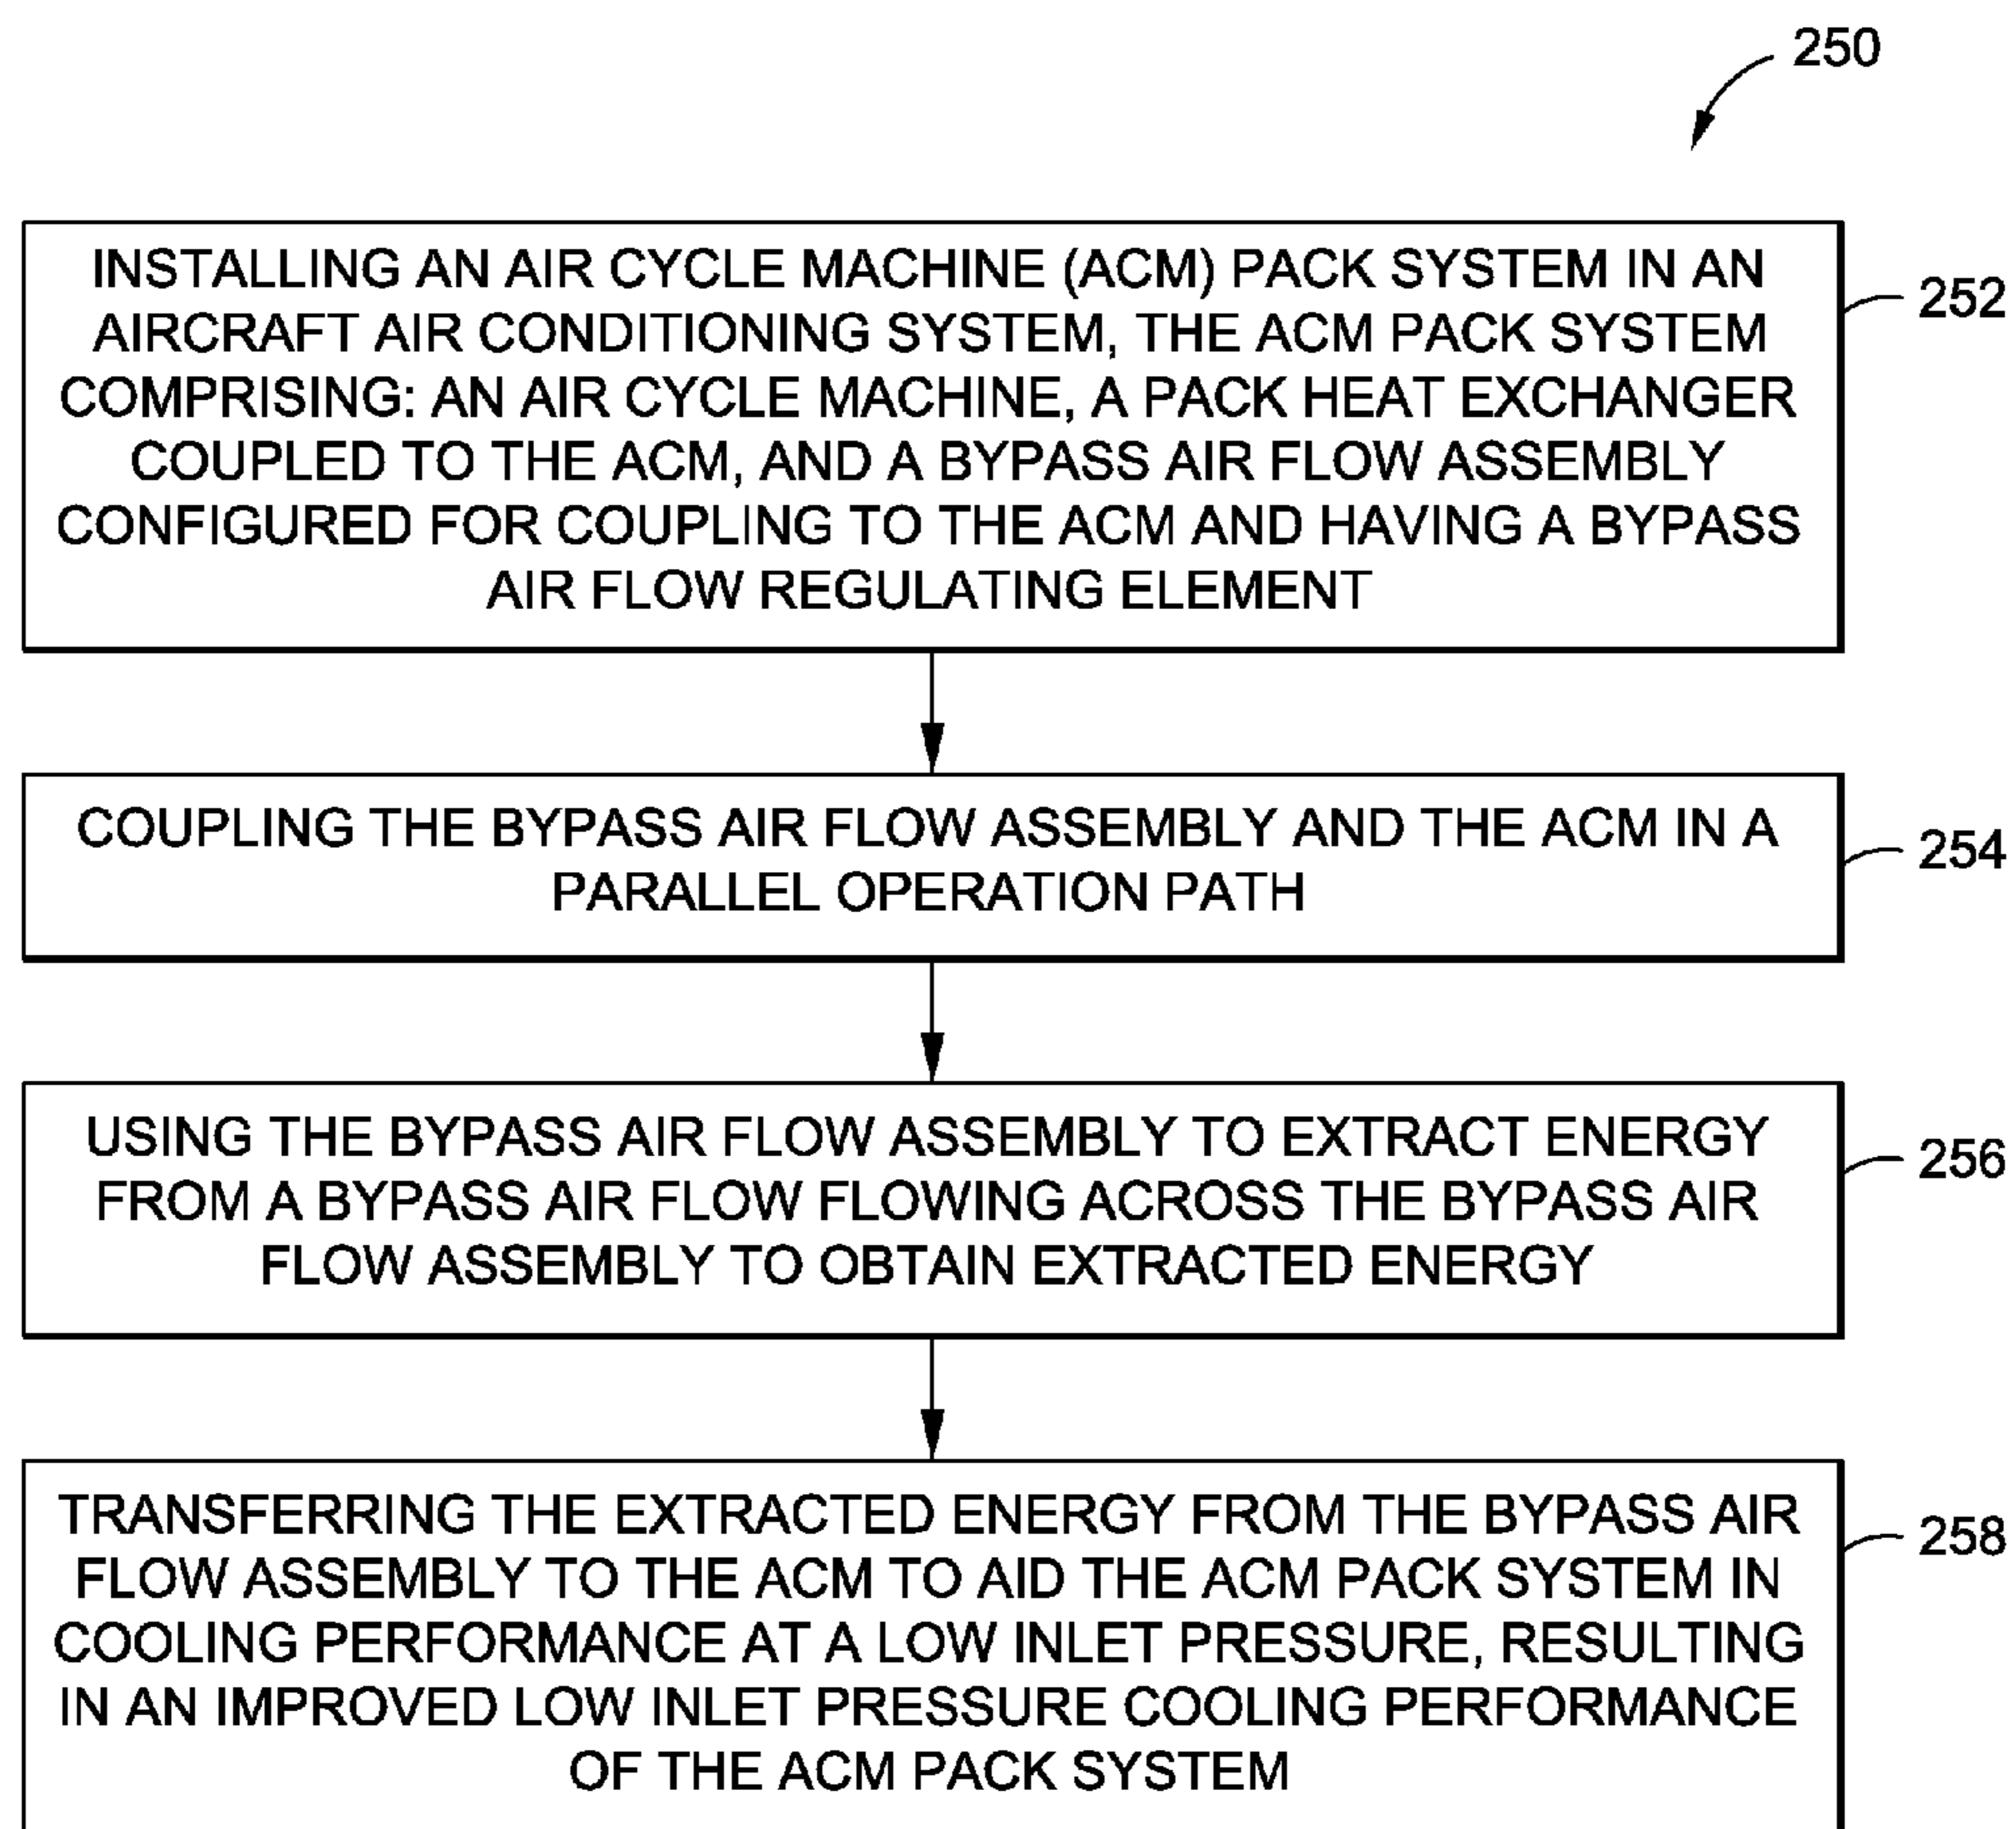 250
INSTALLING AN AIR CYCLE MACHINE (ACM) PACK SYSTEM IN AN
AIRCRAFT AIR CONDITIONING SYSTEM, THE ACM PACK SYSTEM
COMPRISING: AN AIR CYCLE MACHINE, A PACK HEAT EXCHANGER
COUPLED TO THE ACM, AND A BYPASS AIR FLOW ASSEMBLY
CONFIGURED FOR COUPLING TO THE ACM AND HAVING A BYPASS
AIR FLOW REGULATING ELEMENT
252
COUPLING THE BYPASS AIR FLOW ASSEMBLY AND THE ACM IN A
PARALLEL OPERATION PATH
254
USING THE BYPASS AIR FLOW ASSEMBLY TO EXTRACT ENERGY
FROM A BYPASS AIR FLOW FLOWING ACROSS THE BYPASS AIR
FLOW ASSEMBLY TO OBTAIN EXTRACTED ENERGY
256
TRANSFERRING THE EXTRACTED ENERGY FROM THE BYPASS AIR
FLOW ASSEMBLY TO THE ACM TO AID THE ACM PACK SYSTEM IN
COOLING PERFORMANCE AT A LOW INLET PRESSURE, RESULTING
IN AN IMPROVED LOW INLET PRESSURE COOLING PERFORMANCE
OF THE ACM PACK SYSTEM
258